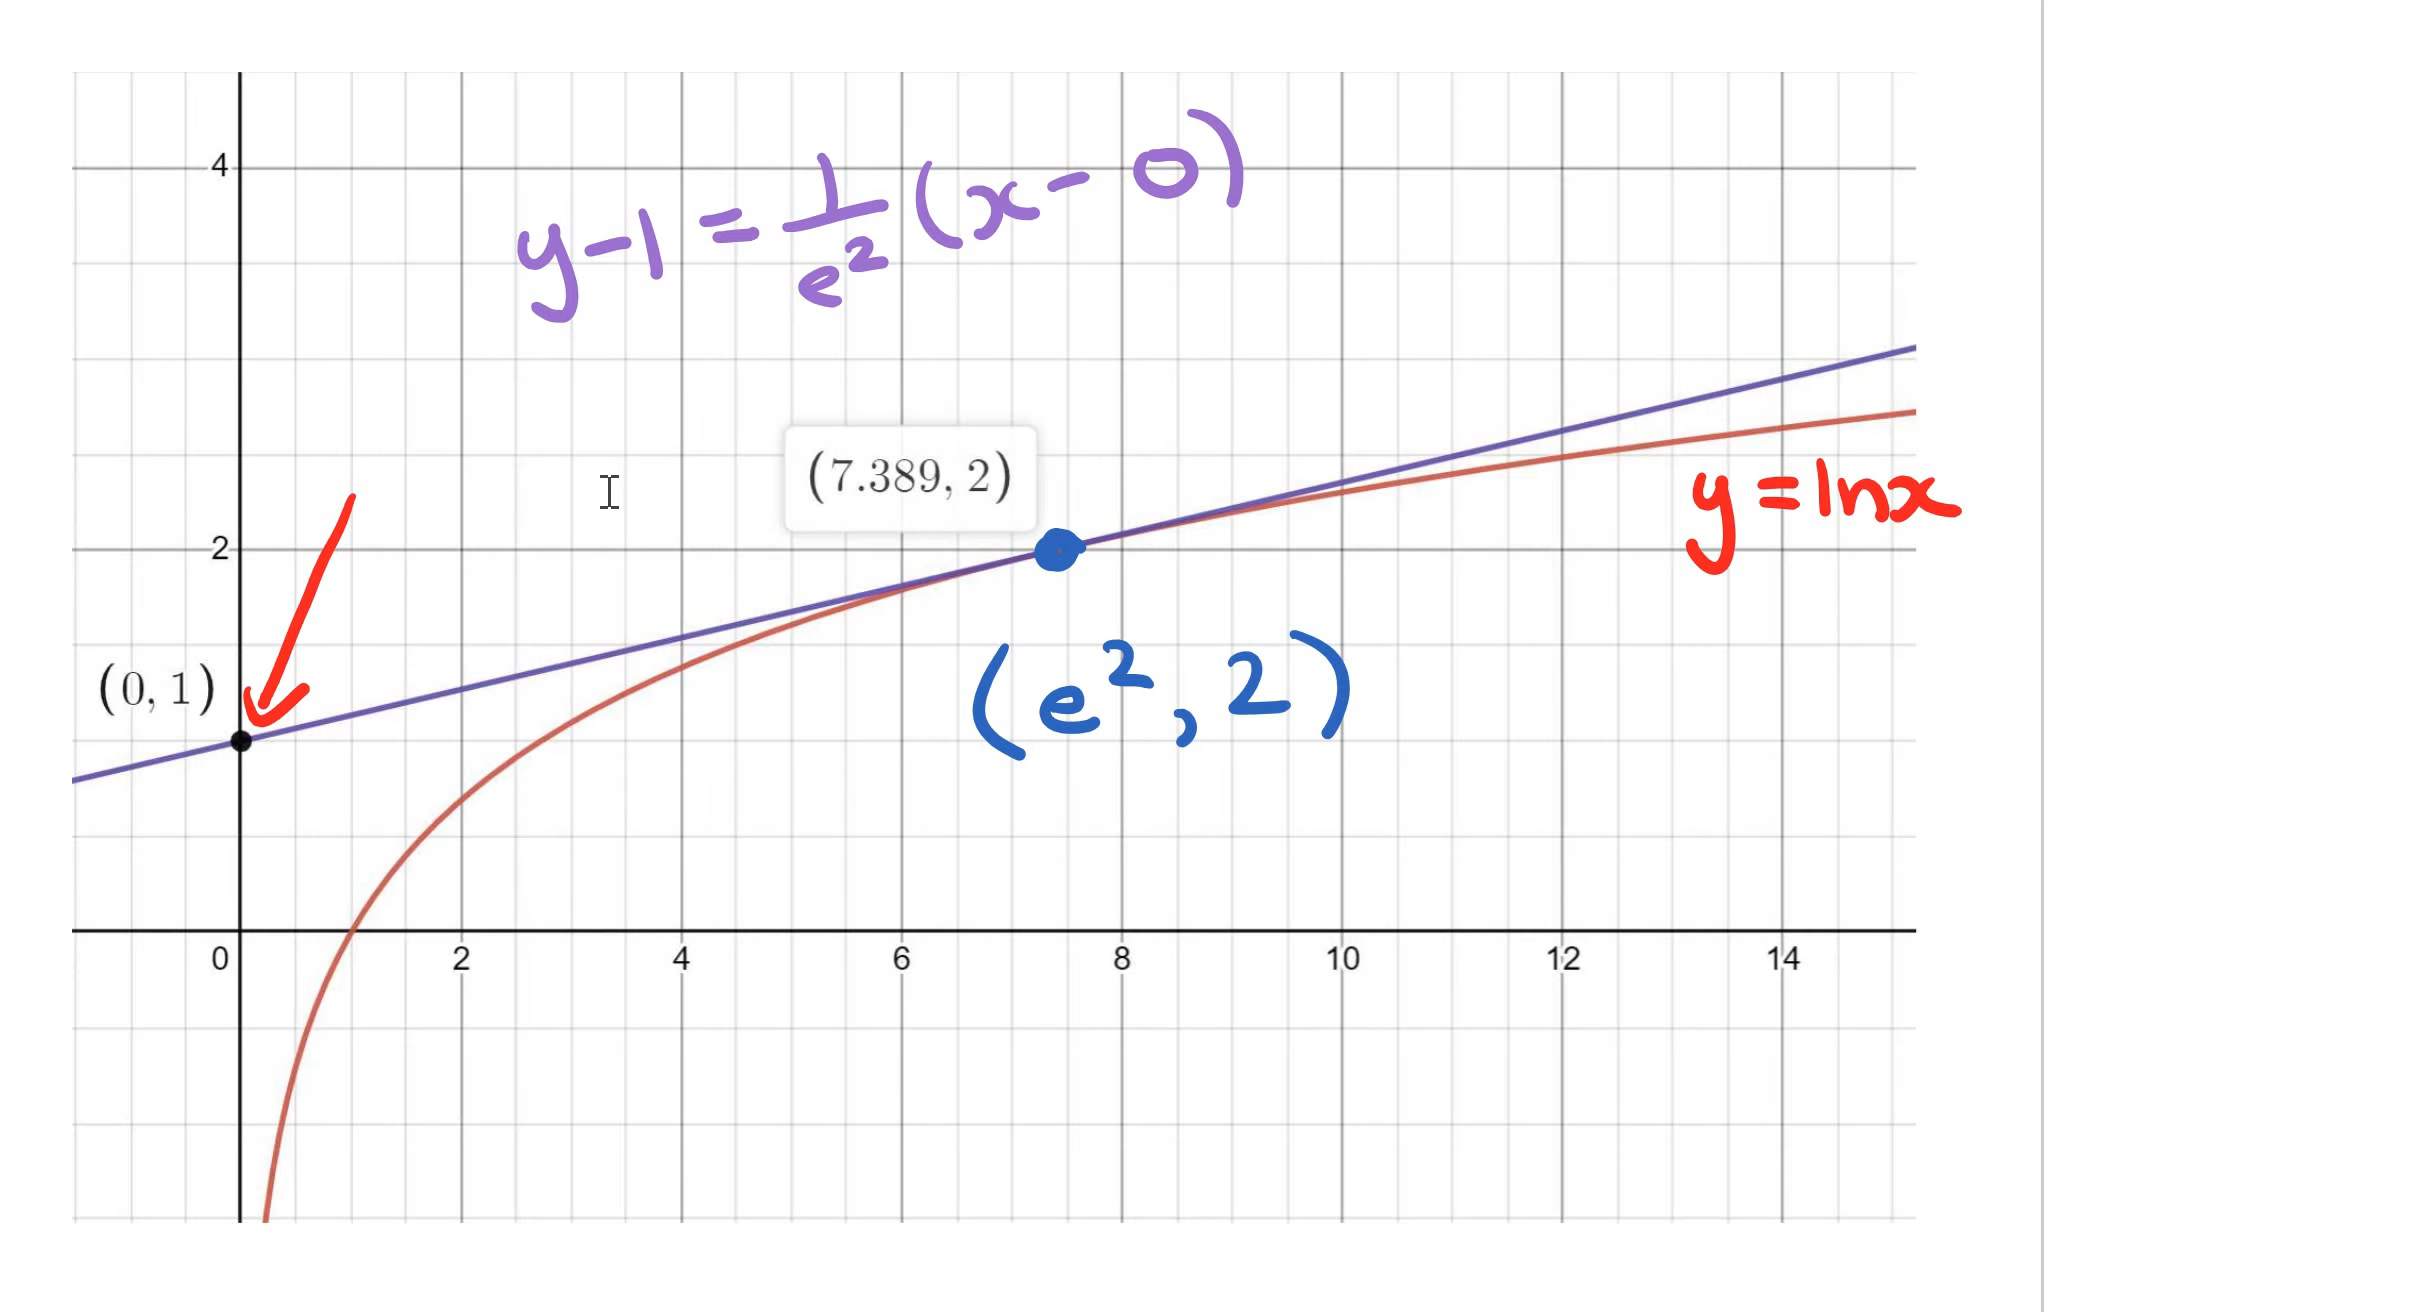 4
y-1 = 1/e² (x-0)
(7.389, 2)
y=lnx
2
(0, 1)
(e², 2)
0 2 4 6 8 10 12 14